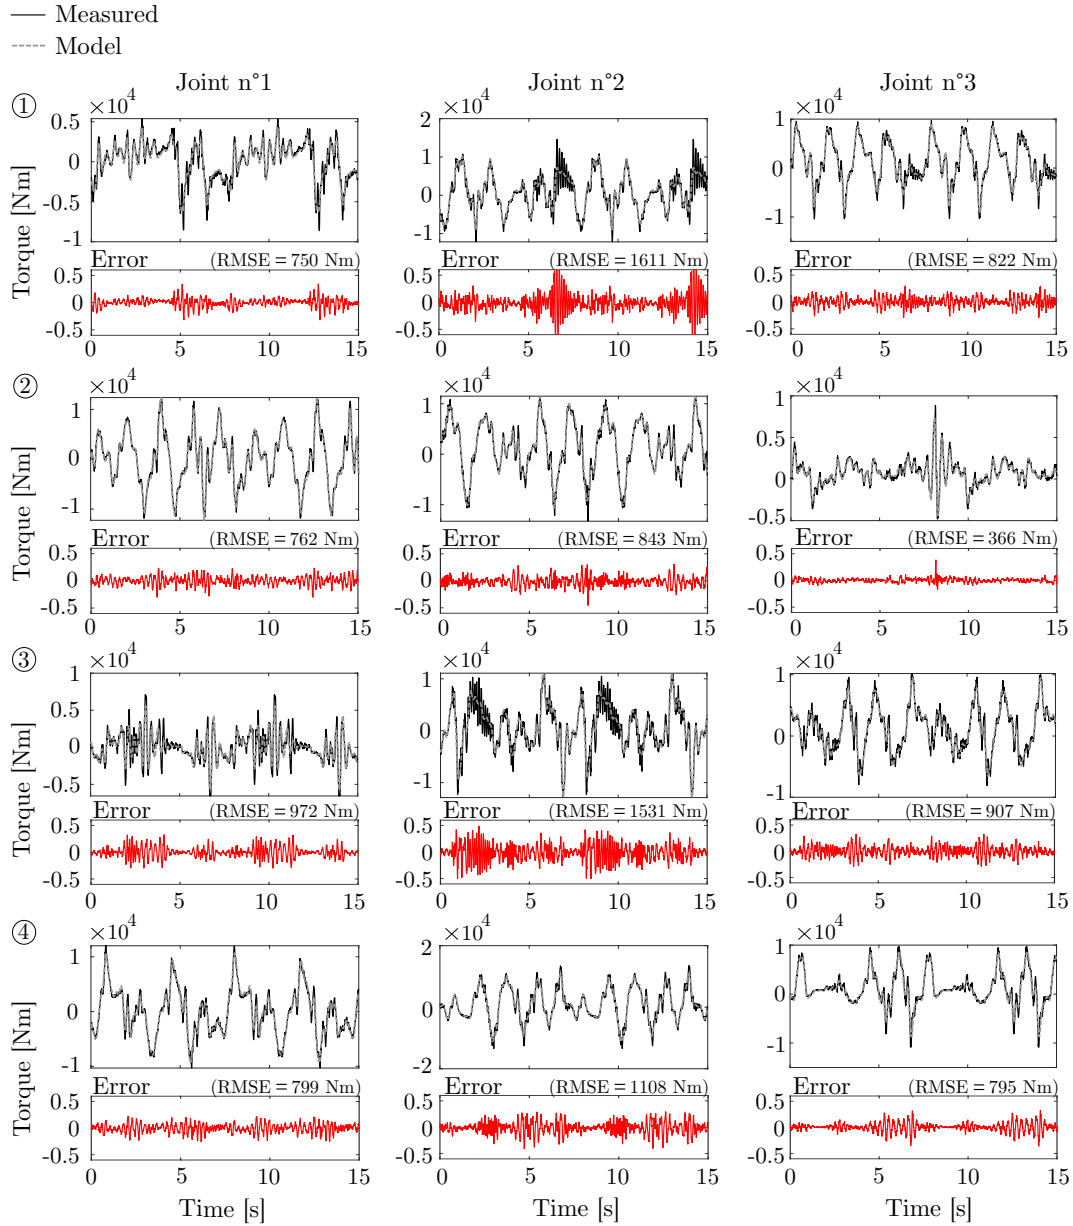 Measured
Model
Joint n°1
Joint n°2
Joint n°3
①
×10⁴
×10⁴
×10⁴
Torque [Nm]
0.5
0
-0.5
-1
2
1
0
-1
1
0
-1
Error
(RMSE = 750 Nm)
Error
(RMSE = 1611 Nm)
Error
(RMSE = 822 Nm)
0.5
0
-0.5
0.5
0
-0.5
0.5
0
-0.5
0 5 10 15
0 5 10 15
0 5 10 15
②
×10⁴
×10⁴
×10⁴
Torque [Nm]
1
0
-1
1
0
-1
1
0.5
0
-0.5
Error
(RMSE = 762 Nm)
Error
(RMSE = 843 Nm)
Error
(RMSE = 366 Nm)
0.5
0
-0.5
0.5
0
-0.5
0.5
0
-0.5
0 5 10 15
0 5 10 15
0 5 10 15
③
×10⁴
×10⁴
×10⁴
Torque [Nm]
1
0.5
0
-0.5
1
0
-1
1
0
-1
Error
(RMSE = 972 Nm)
Error
(RMSE = 1531 Nm)
Error
(RMSE = 907 Nm)
0.5
0
-0.5
0.5
0
-0.5
0.5
0
-0.5
0 5 10 15
0 5 10 15
0 5 10 15
④
×10⁴
×10⁴
×10⁴
Torque [Nm]
1
0
-1
2
0
-2
1
0
-1
Error
(RMSE = 799 Nm)
Error
(RMSE = 1108 Nm)
Error
(RMSE = 795 Nm)
0.5
0
-0.5
0.5
0
-0.5
0.5
0
-0.5
0 5 10 15
0 5 10 15
0 5 10 15
Time [s]
Time [s]
Time [s]